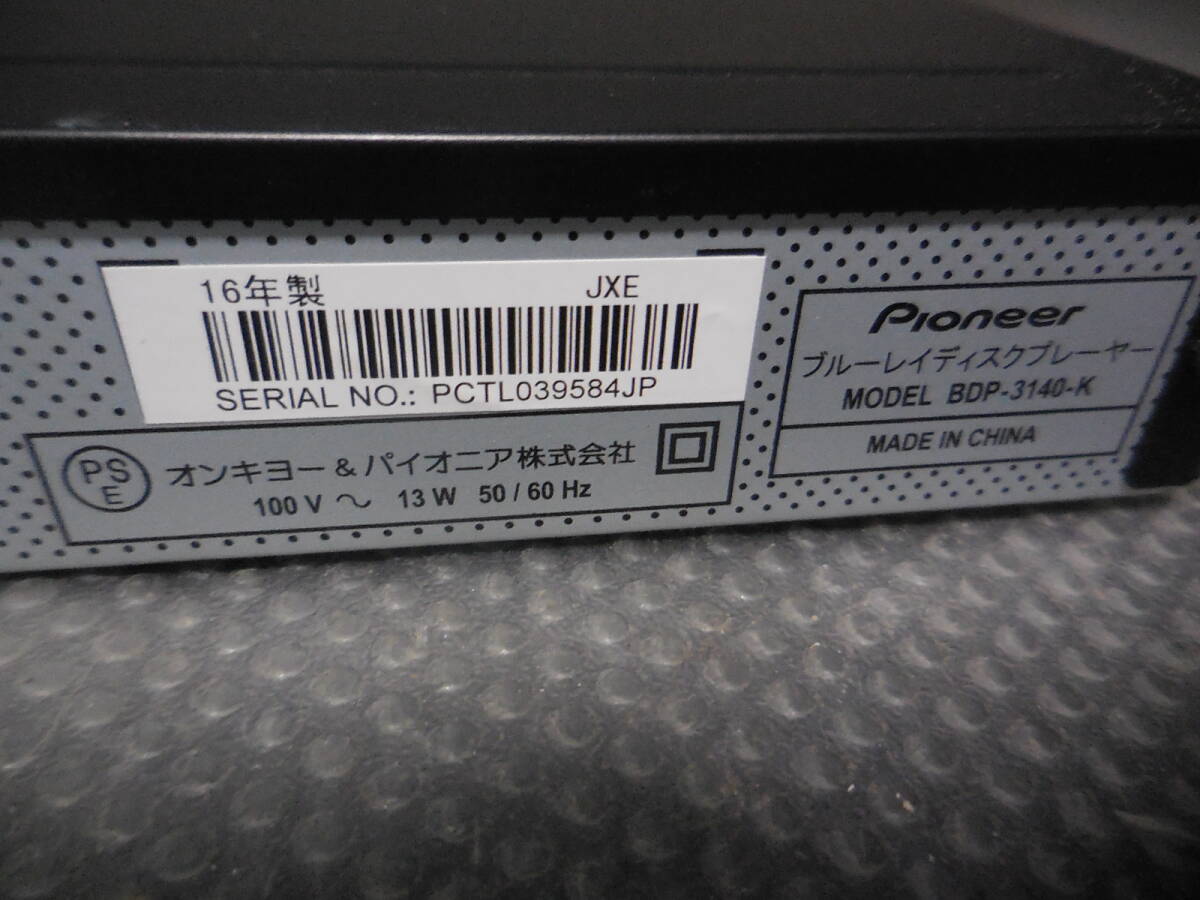 16年製 JXE
SERIAL NO.: PCTL039584JP
PS
E
オンキヨー&パイオニア株式会社
100 V ～ 13 W 50 / 60 Hz
Pioneer
ブルーレイディスクプレーヤー
MODEL BDP-3140-K
MADE IN CHINA